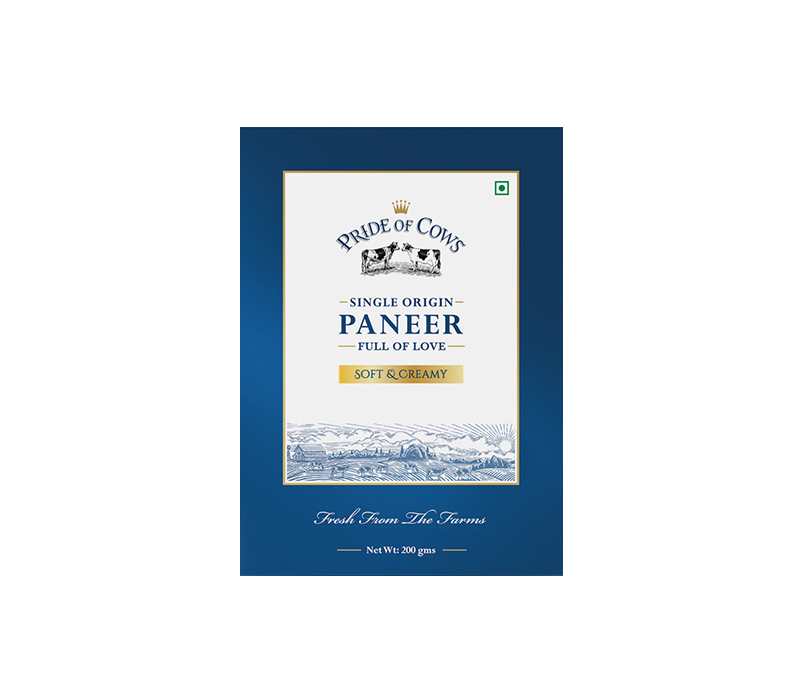 PRIDE OF COWS
SINGLE ORIGIN
PANEER
FULL OF LOVE
SOFT & CREAMY
Fresh From The Farms
Net Wt: 200 gms